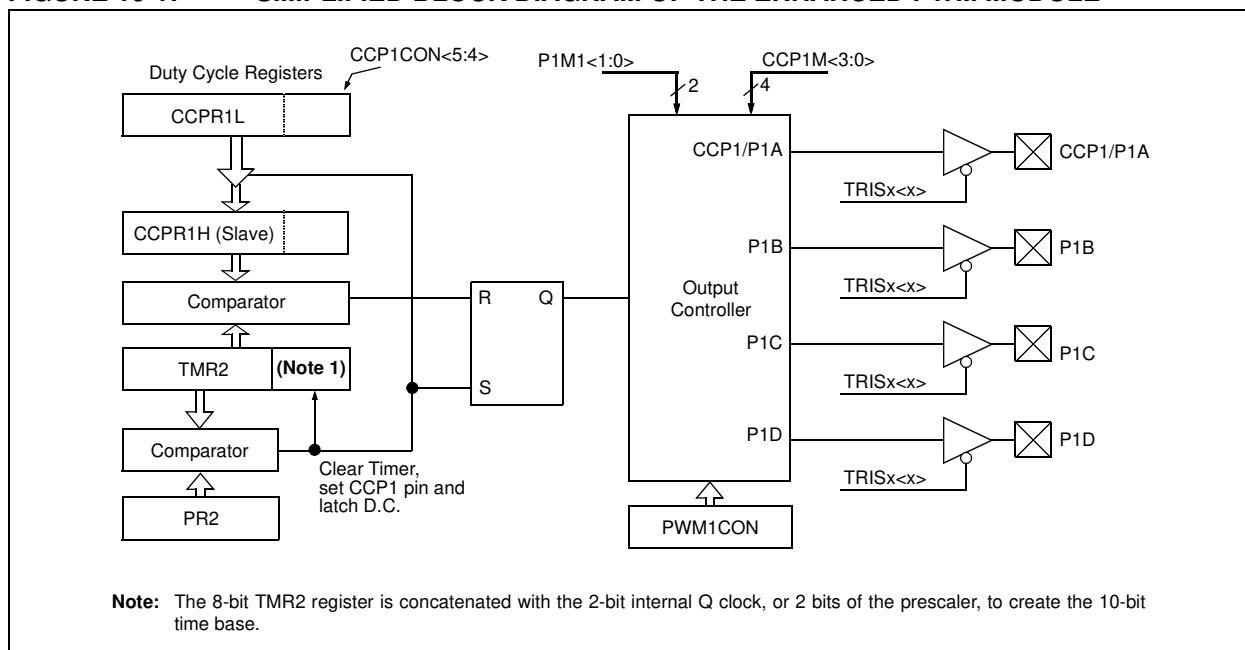 CCP1CON<5:4>
Duty Cycle Registers
CCPR1L
CCPR1H (Slave)
Comparator
TMR2
(Note 1)
Comparator
PR2
Clear Timer,
set CCP1 pin and
latch D.C.
R
Q
S
P1M1<1:0>
2
CCP1M<3:0>
4
Output
Controller
CCP1/P1A
P1B
P1C
P1D
PWM1CON
TRISx<x>
CCP1/P1A
TRISx<x>
P1B
TRISx<x>
P1C
TRISx<x>
P1D
Note: The 8-bit TMR2 register is concatenated with the 2-bit internal Q clock, or 2 bits of the prescaler, to create the 10-bit
time base.